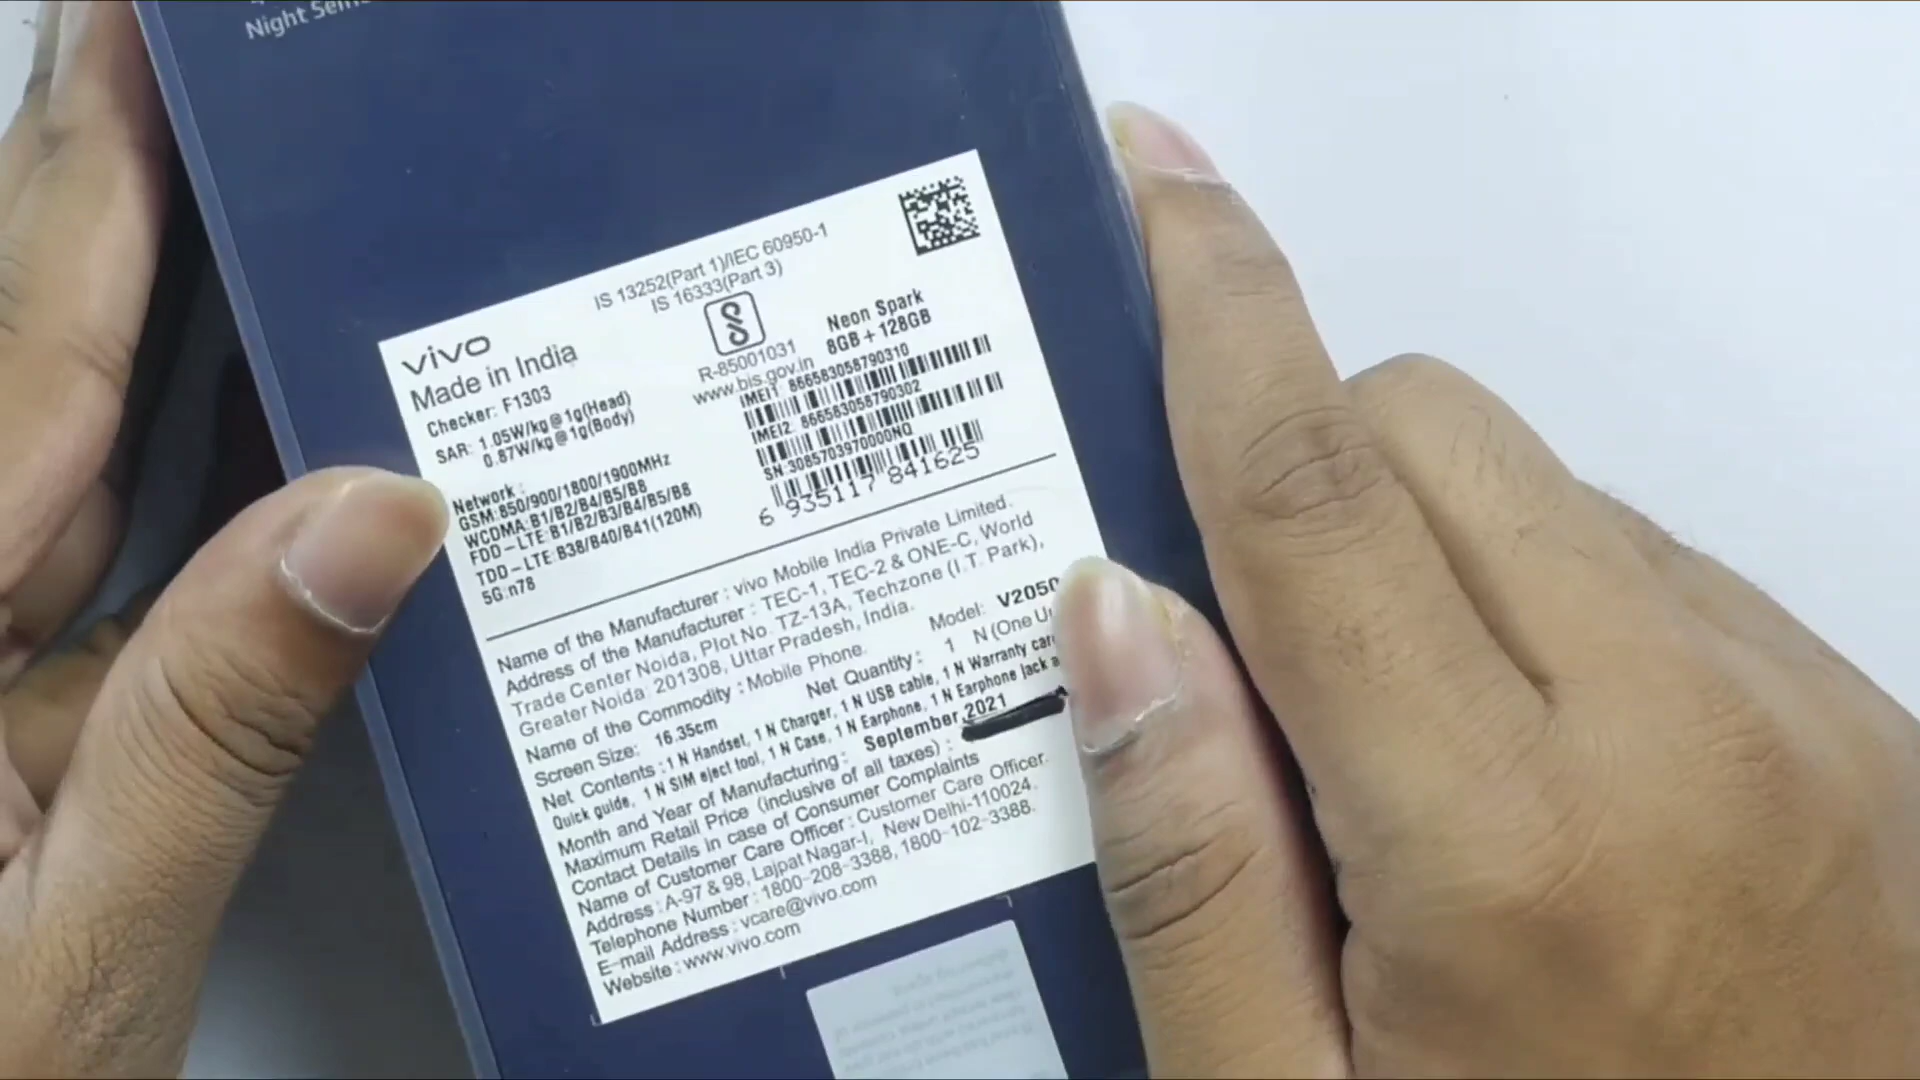 Night
vivo
Made in India
Checker: F1303
SAR: 1.05W/kg@1g(Head)
0.87W/kg@1g(Body)
Network :
GSM:850/900/1800/1900MHz
WCDMA:B1/B2/B4/B5/B8
FDD-LTE:B1/B2/B3/B4/B5/B8
TDD-LTE:B38/B40/B41(120M)
5G:n78
IS 13252(Part 1)/IEC 60950-1
IS 16333(Part 3)
R-85001031
www.bis.gov.in
Neon Spark
8GB+128GB
IMEI1: 866583058790310
IMEI2: 866583058790302
SN:3085703970000NQ
6 935117 841625
Name of the Manufacturer : vivo Mobile India Private Limited.
Address of the Manufacturer : TEC-1, TEC-2 & ONE-C, World
Trade Center Noida, Plot No. TZ-13A, Techzone (I.T. Park),
Greater Noida: 201308, Uttar Pradesh, India.
Name of the Commodity : Mobile Phone. Model: V2050
Screen Size: 16.35cm Net Quantity : 1 N (One
Net Contents : 1 N Handset, 1 N Charger, 1 N USB cable, 1 N Warranty
Quick guide, 1 N SIM eject tool, 1 N Case, 1 N Earphone, 1 N Earphone jack
Month and Year of Manufacturing : September 2021
Maximum Retail Price (inclusive of all taxes) :
Contact Details in case of Consumer Complaints
Name of Customer Care Officer : Customer Care Officer.
Address : A-97 & 98, Lajpat Nagar-I, New Delhi-110024.
Telephone Number : 1800-208-3388, 1800-102-3388.
E-mail Address : vcare@vivo.com
Website : www.vivo.com